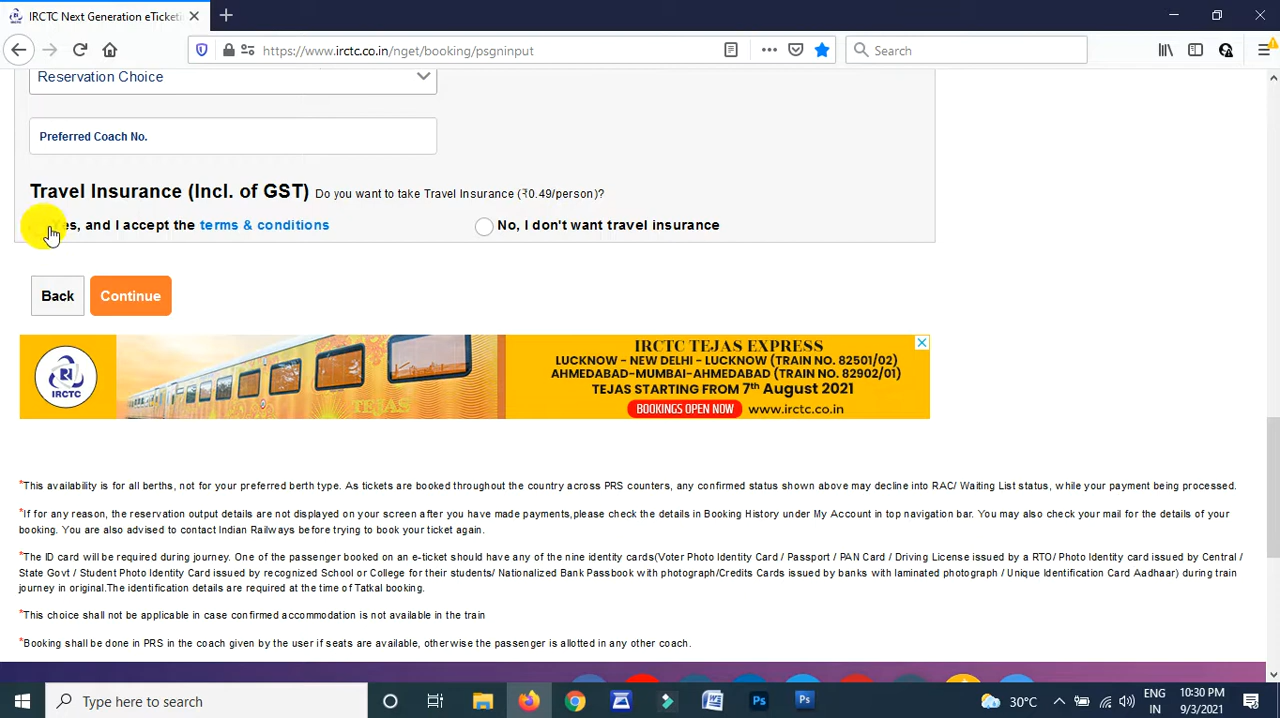 IRCTC Next Generation eTicketi
https://www.irctc.co.in/nget/booking/psgninput
Search
Reservation Choice
Preferred Coach No.
Travel Insurance (Incl. of GST) Do you want to take Travel Insurance (₹0.49/person)?
Yes, and I accept the terms & conditions
No, I don't want travel insurance
Back
Continue
IRCTC
TEJAS
IRCTC TEJAS EXPRESS
LUCKNOW - NEW DELHI - LUCKNOW (TRAIN NO. 82501/02)
AHMEDABAD-MUMBAI-AHMEDABAD (TRAIN NO. 82902/01)
TEJAS STARTING FROM 7th August 2021
BOOKINGS OPEN NOW www.irctc.co.in
*This availability is for all berths, not for your preferred berth type. As tickets are booked throughout the country across PRS counters, any confirmed status shown above may decline into RAC/ Waiting List status, while your payment being processed.
*If for any reason, the reservation output details are not displayed on your screen after you have made payments,please check the details in Booking History under My Account in top navigation bar. You may also check your mail for the details of your
booking. You are also advised to contact Indian Railways before trying to book your ticket again.
*The ID card will be required during journey. One of the passenger booked on an e-ticket should have any of the nine identity cards(Voter Photo Identity Card / Passport / PAN Card / Driving License issued by a RTO/ Photo Identity card issued by Central /
State Govt / Student Photo Identity Card issued by recognized School or College for their students/ Nationalized Bank Passbook with photograph/Credits Cards issued by banks with laminated photograph / Unique Identification Card Aadhaar) during train
journey in original.The identification details are required at the time of Tatkal booking.
*This choice shall not be applicable in case confirmed accommodation is not available in the train
*Booking shall be done in PRS in the coach given by the user if seats are available, otherwise the passenger is allotted in any other coach.
Type here to search
Ps
Ps
30°C
ENG
IN
10:30 PM
9/3/2021